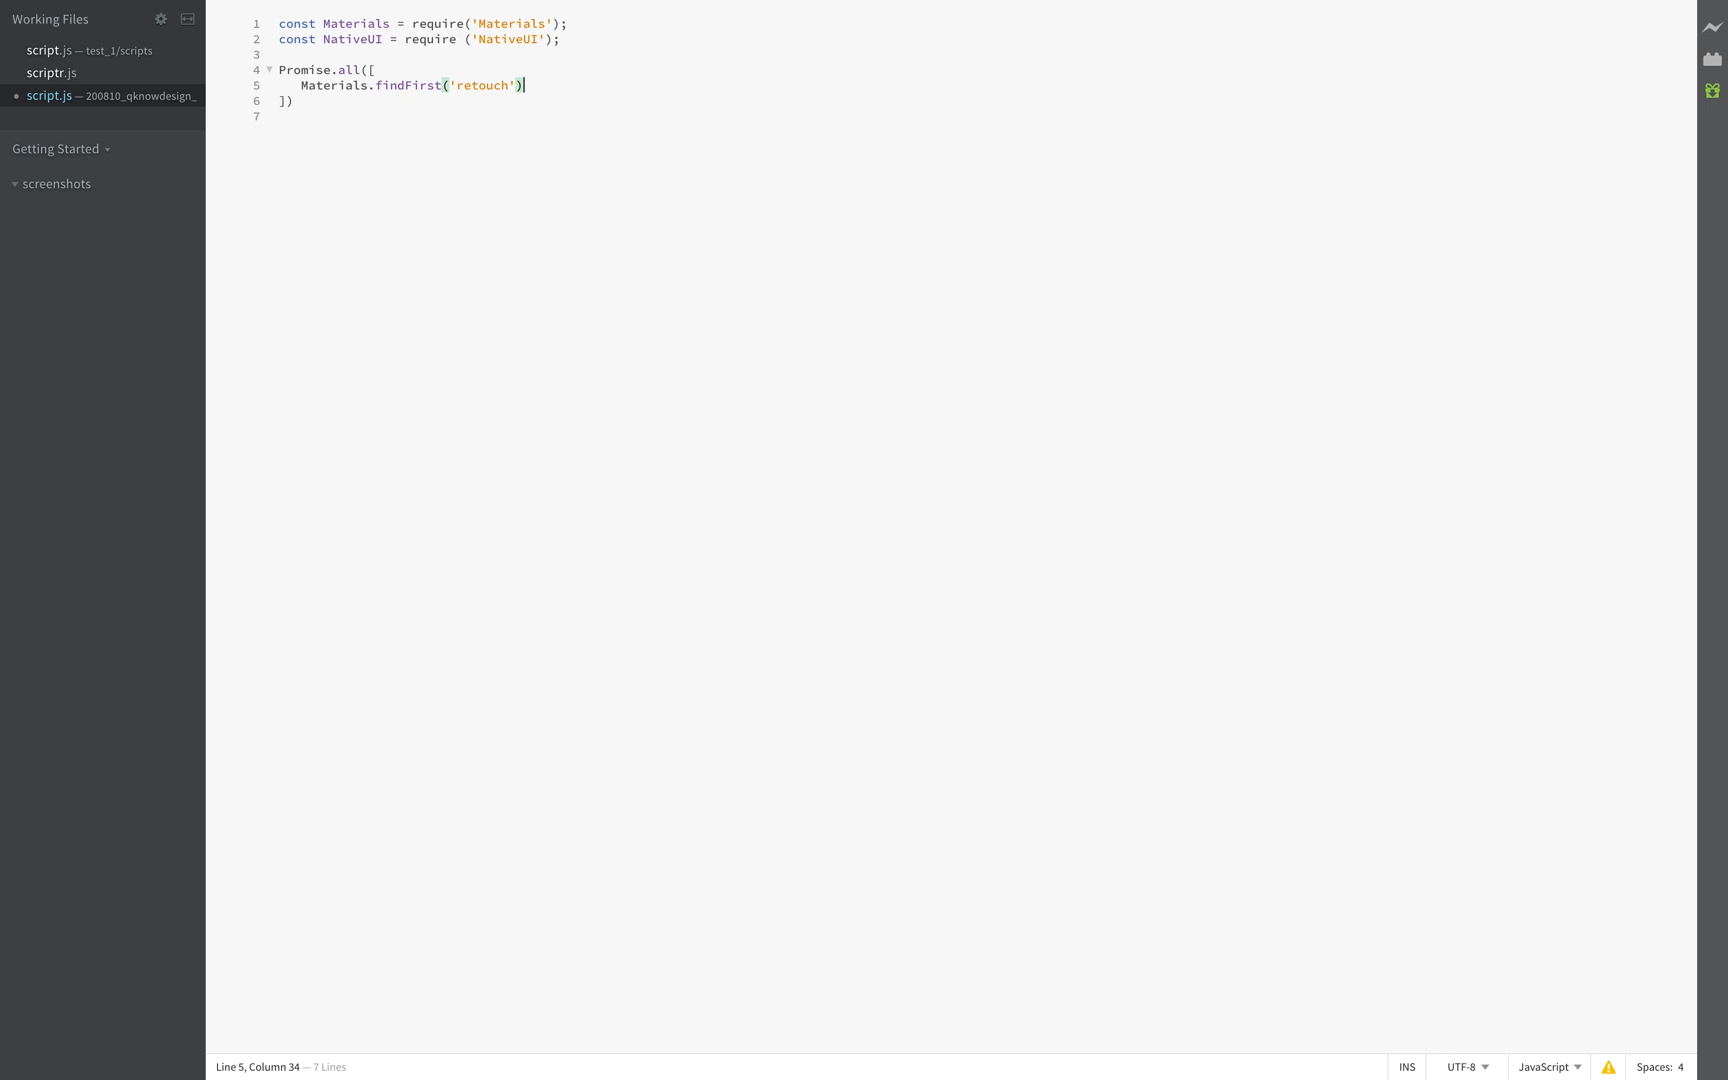 Working Files
script.js — test_1/scripts
scriptr.js
script.js — 200810_qknowdesign_
Getting Started
screenshots
1 const Materials = require('Materials');
2 const NativeUI = require ('NativeUI');
3
4 Promise.all([
5 Materials.findFirst('retouch')
6 ])
7
Line 5, Column 34 — 7 Lines
INS UTF-8 JavaScript Spaces: 4